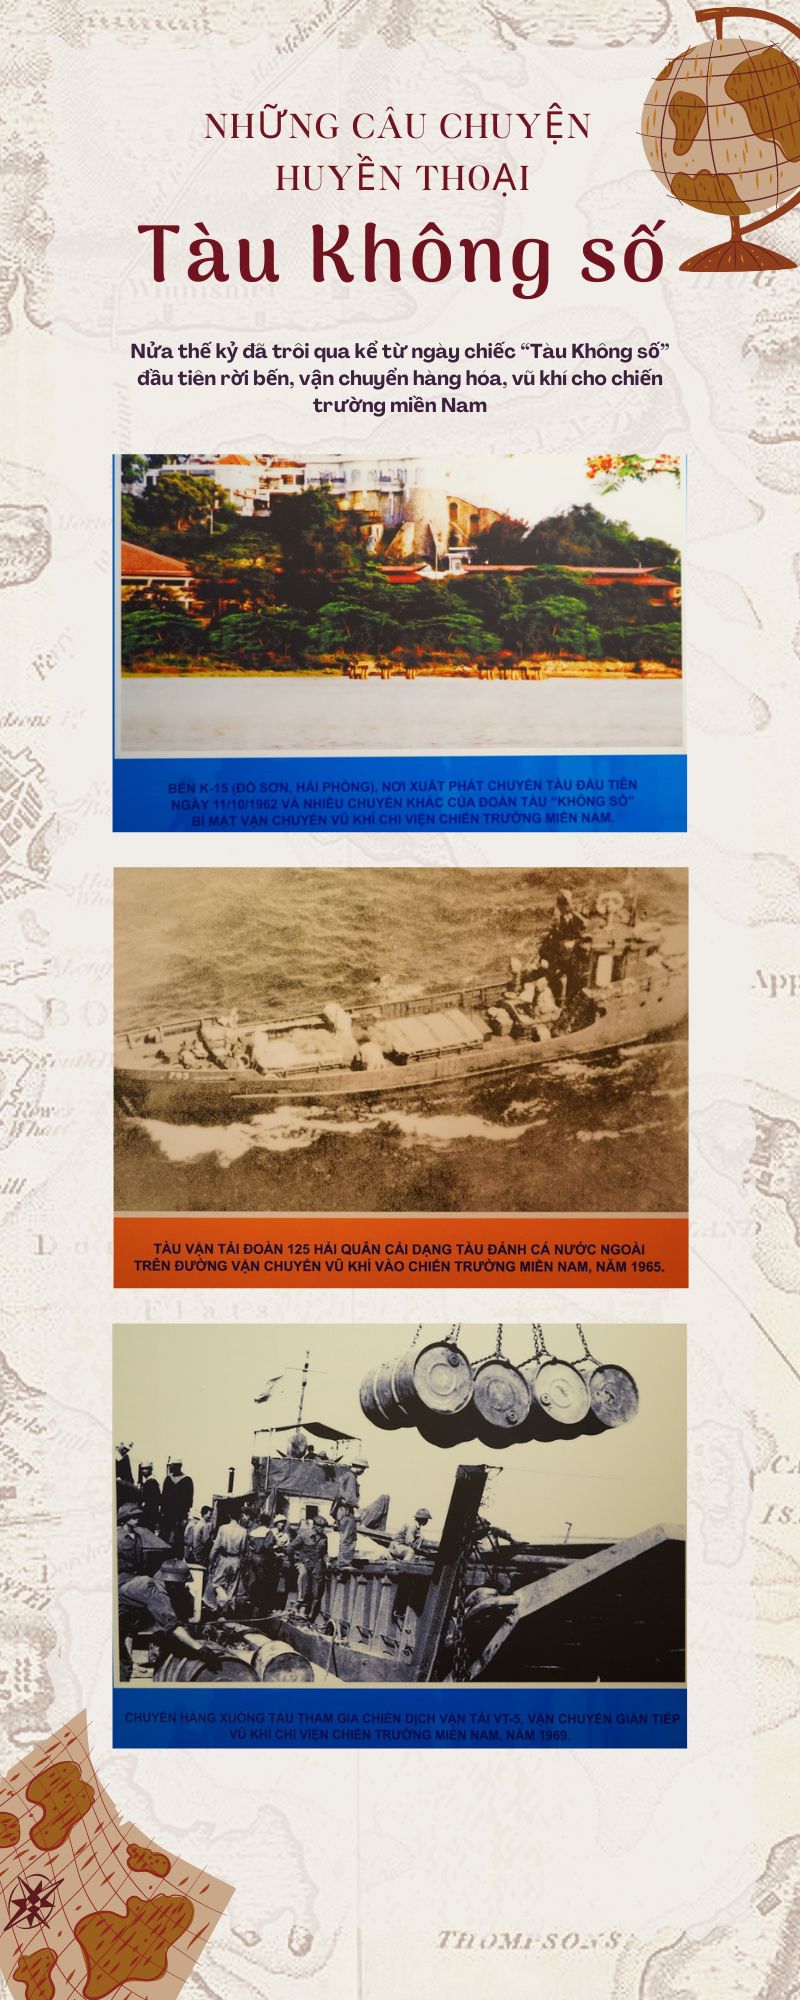 NHỮNG CÂU CHUYỆN
HUYỀN THOẠI
Tàu Không số
Nửa thế kỷ đã trôi qua kể từ ngày chiếc “Tàu Không số”
đầu tiên rời bến, vận chuyển hàng hóa, vũ khí cho chiến
trường miền Nam
BẾN K-15 (ĐỒ SƠN, HẢI PHÒNG), NƠI XUẤT PHÁT CHUYẾN TÀU ĐẦU TIÊN
NGÀY 11/10/1962 VÀ NHIỀU CHUYẾN KHÁC CỦA ĐOÀN TÀU “KHÔNG SỐ”
BÍ MẬT VẬN CHUYỂN VŨ KHÍ CHI VIỆN CHIẾN TRƯỜNG MIỀN NAM.
TÀU VẬN TẢI ĐOÀN 125 HẢI QUÂN CẢI DẠNG TÀU ĐÁNH CÁ NƯỚC NGOÀI
TRÊN ĐƯỜNG VẬN CHUYỂN VŨ KHÍ VÀO CHIẾN TRƯỜNG MIỀN NAM, NĂM 1965.
CHUYỂN HÀNG XUỐNG TÀU THAM GIA CHIẾN DỊCH VẬN TẢI VT-5, VẬN CHUYỂN GIÁN TIẾP
VŨ KHÍ CHI VIỆN CHIẾN TRƯỜNG MIỀN NAM, NĂM 1969.